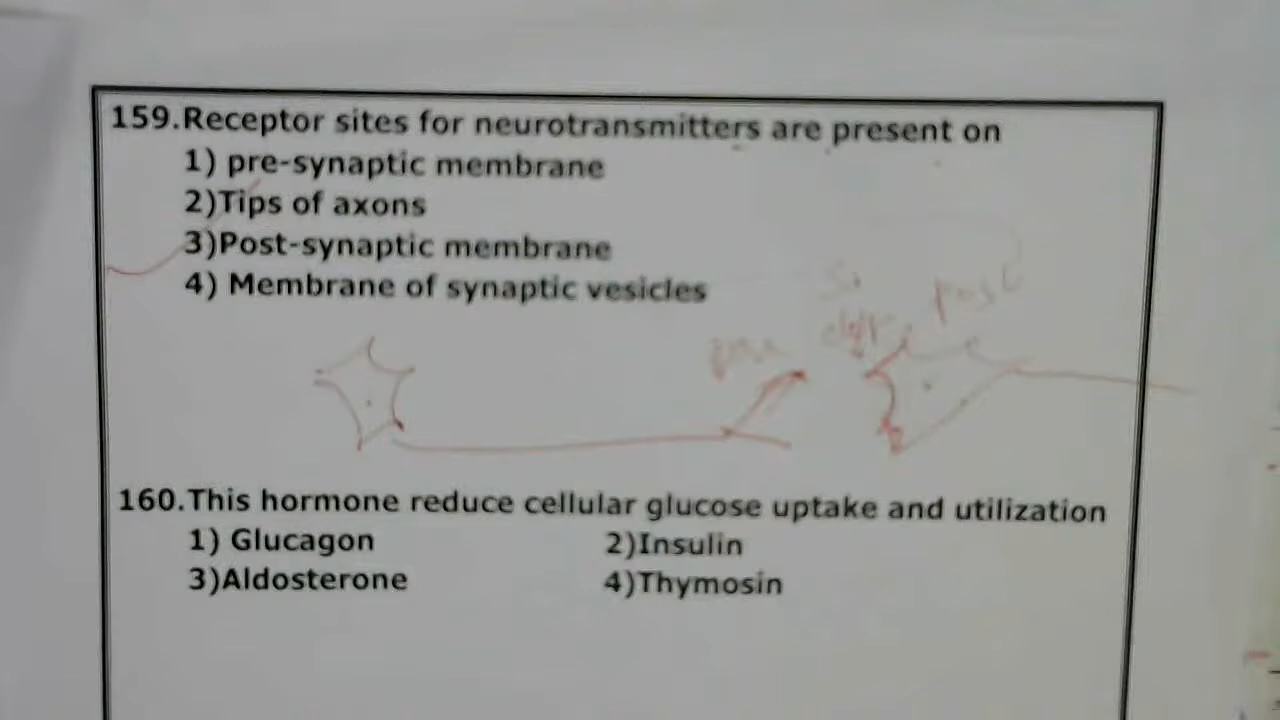 159.Receptor sites for neurotransmitters are present on
1) pre-synaptic membrane
2)Tips of axons
3)Post-synaptic membrane
4) Membrane of synaptic vesicles
post
160.This hormone reduce cellular glucose uptake and utilization
1) Glucagon 2)Insulin
3)Aldosterone 4)Thymosin